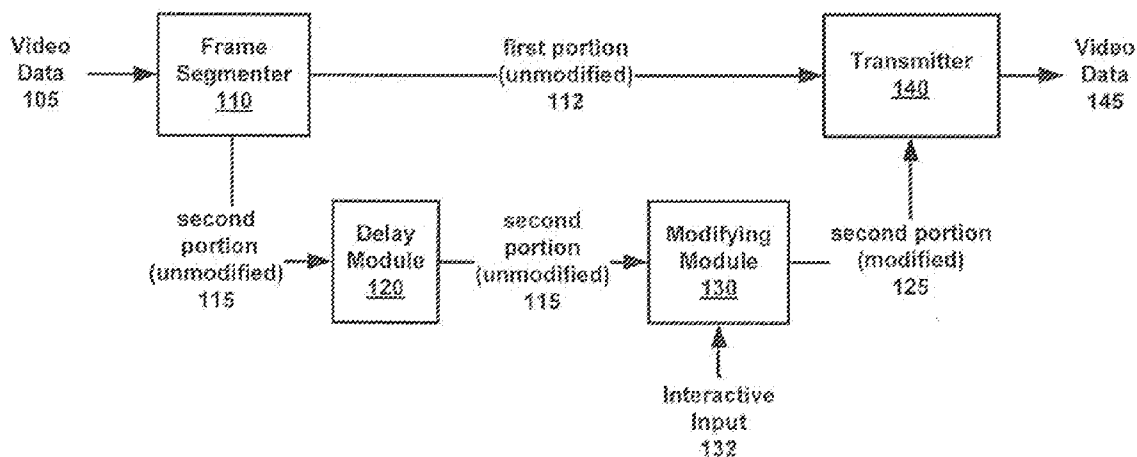 Video
Data
105
Frame
Segmenter
110
first portion
(unmodified)
112
Transmitter
140
Video
Data
145
second
portion
(unmodified)
115
Delay
Module
120
second
portion
(unmodified)
115
Modifying
Module
130
second portion
(modified)
125
Interactive
Input
132